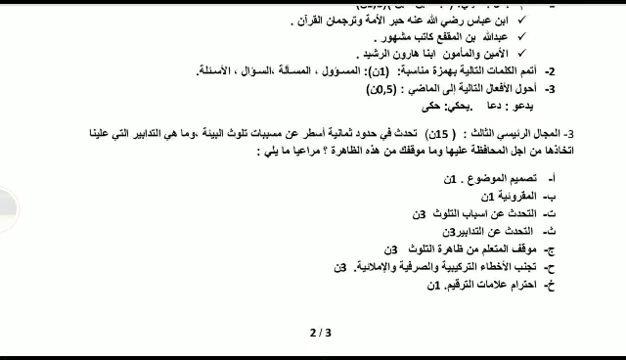 ✓ ابن عباس رضي الله عنه حبر الأمة وترجمان القرآن .
✓ عبدالله بن المقفع كاتب مشهور .
✓ الأمين والمأمون ابنا هارون الرشيد .
2- أتمم الكلمات التالية بهمزة مناسبة: (1ن): المسؤول ، المسألة ،السؤال ، الأسئلة.
3- أحول الأفعال التالية إلى الماضي : (0,5ن)
يدعو : دعا .يحكي: حكى
3- المجال الرئيسي الثالث : ( 15ن) تحدث في حدود ثمانية أسطر عن مسببات تلوث البيئة ،وما هي التدابير التي علينا
اتخاذها من اجل المحافظة عليها وما موقفك من هذه الظاهرة ؟ مراعيا ما يلي :
أ- تصميم الموضوع . 1ن
ب- المقروئية 1ن
ت- التحدث عن اسباب التلوث 3ن
ث- التحدث عن التدابير3ن
ج- موقف المتعلم من ظاهرة التلوث 3ن
ح- تجنب الأخطاء التركيبية والصرفية والإملائية. 3ن
خ- احترام علامات الترقيم. 1ن
2 / 3